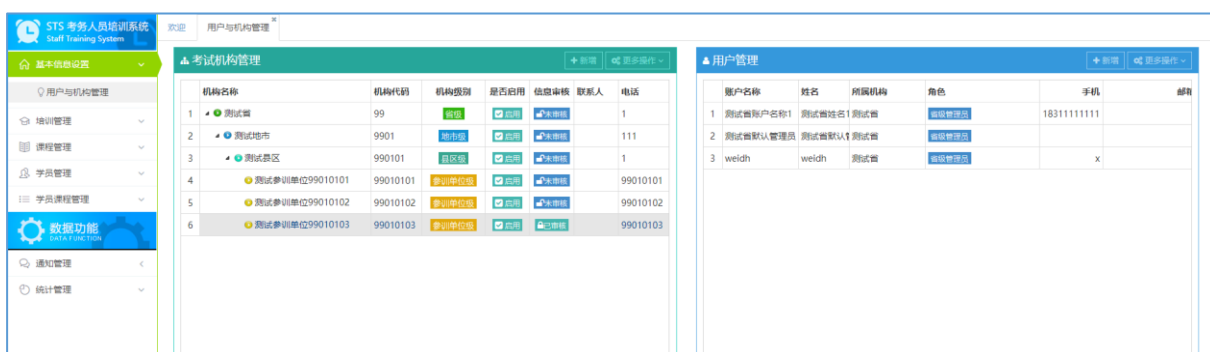 STS 考务人员培训系统
Staff Training System
欢迎 用户与机构管理
基本信息设置
用户与机构管理
培训管理
课程管理
学员管理
学员课程管理
数据功能
DATA FUNCTION
通知管理
统计管理
考试机构管理 新增 更多操作
机构名称 机构代码 机构级别 是否启用 信息审核 联系人 电话
1 测试省 99 省级 启用 未审核 1
2 测试地市 9901 地市级 启用 未审核 111
3 测试县区 990101 县区级 启用 未审核 1
4 测试参训单位99010101 99010101 参训单位级 启用 未审核 99010101
5 测试参训单位99010102 99010102 参训单位级 启用 未审核 99010102
6 测试参训单位99010103 99010103 参训单位级 启用 已审核 99010103
用户管理 新增 更多操作
账户名称 姓名 所属机构 角色 手机 邮箱
1 测试省账户名称1 测试省姓名1 测试省 省级管理员 18311111111
2 测试省默认管理员 测试省默认 测试省 省级管理员
3 weidh weidh 测试省 省级管理员 x